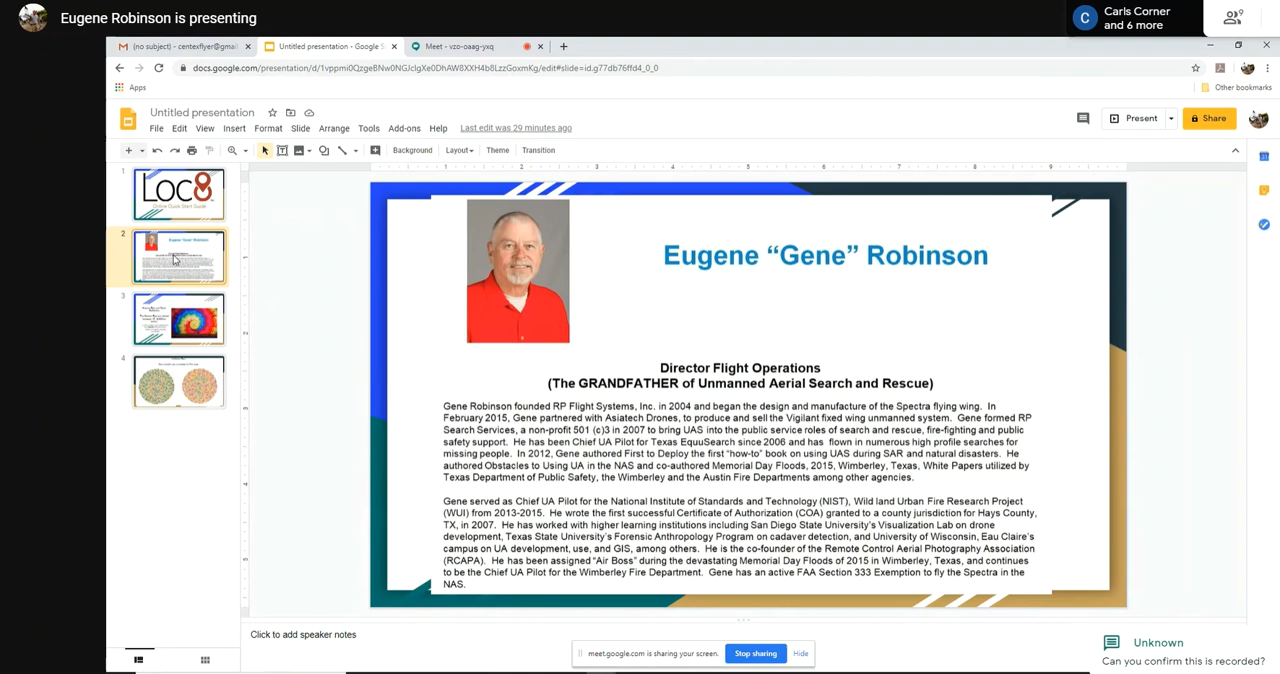 Eugene Robinson is presenting
C
Carls Corner
and 6 more
9
(no subject) - centexflyer@gmai
Untitled presentation - Google S
Meet - vzo-oaag-yxq
Apps
Other bookmarks
Untitled presentation
File Edit View Insert Format Slide Arrange Tools Add-ons Help Last edit was 29 minutes ago
Present
Share
Background Layout Theme Transition
1
LOC8
Online Quick Start Guide
2
Eugene "Gene" Robinson
3
4
Eugene “Gene” Robinson
Director Flight Operations
(The GRANDFATHER of Unmanned Aerial Search and Rescue)
Gene Robinson founded RP Flight Systems, Inc. in 2004 and began the design and manufacture of the Spectra flying wing. In
February 2015, Gene partnered with Asiatech Drones, to produce and sell the Vigilant fixed wing unmanned system. Gene formed RP
Search Services, a non-profit 501 (c)3 in 2007 to bring UAS into the public service roles of search and rescue, fire-fighting and public
safety support. He has been Chief UA Pilot for Texas EquuSearch since 2006 and has flown in numerous high profile searches for
missing people. In 2012, Gene authored First to Deploy the first “how-to” book on using UAS during SAR and natural disasters. He
authored Obstacles to Using UA in the NAS and co-authored Memorial Day Floods, 2015, Wimberley, Texas, White Papers utilized by
Texas Department of Public Safety, the Wimberley and the Austin Fire Departments among other agencies.
Gene served as Chief UA Pilot for the National Institute of Standards and Technology (NIST), Wild land Urban Fire Research Project
(WUI) from 2013-2015. He wrote the first successful Certificate of Authorization (COA) granted to a county jurisdiction for Hays County,
TX, in 2007. He has worked with higher learning institutions including San Diego State University's Visualization Lab on drone
development, Texas State University's Forensic Anthropology Program on cadaver detection, and University of Wisconsin, Eau Claire's
campus on UA development, use, and GIS, among others. He is the co-founder of the Remote Control Aerial Photography Association
(RCAPA). He has been assigned “Air Boss” during the devastating Memorial Day Floods of 2015 in Wimberley, Texas, and continues
to be the Chief UA Pilot for the Wimberley Fire Department. Gene has an active FAA Section 333 Exemption to fly the Spectra in the
NAS.
Click to add speaker notes
meet.google.com is sharing your screen. Stop sharing Hide
Unknown
Can you confirm this is recorded?